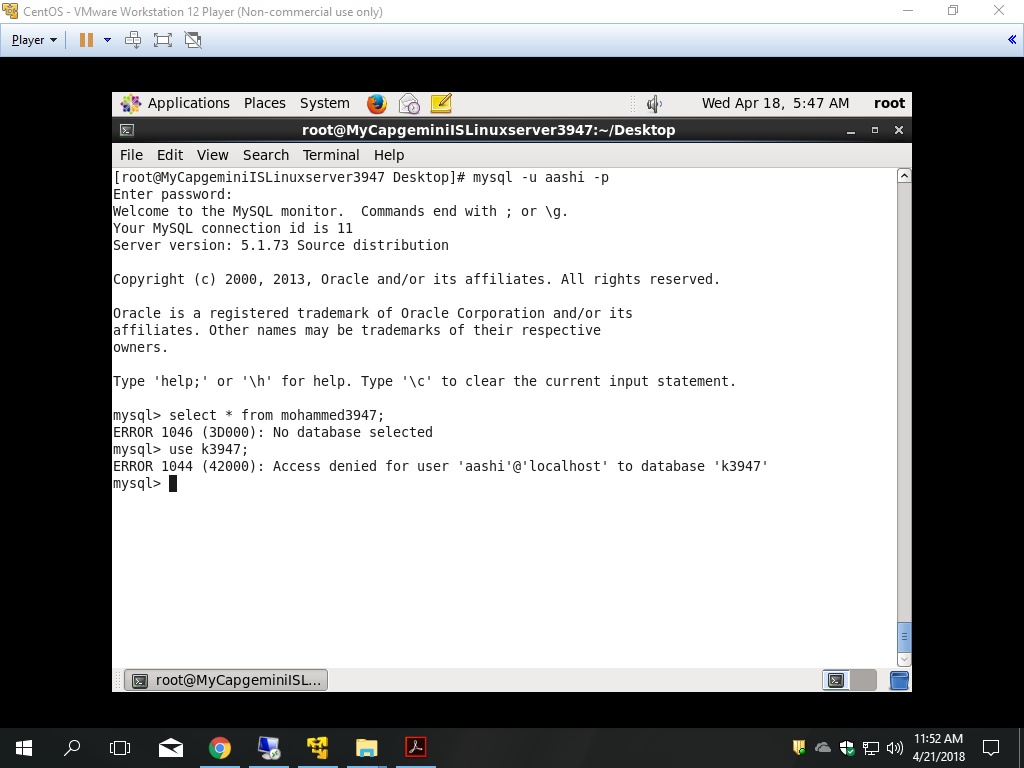 CentOS - VMware Workstation 12 Player (Non-commercial use only)
Player
Applications Places System Wed Apr 18, 5:47 AM root
root@MyCapgeminiISLinuxserver3947:~/Desktop
File Edit View Search Terminal Help
[root@MyCapgeminiISLinuxserver3947 Desktop]# mysql -u aashi -p
Enter password:
Welcome to the MySQL monitor.  Commands end with ; or \g.
Your MySQL connection id is 11
Server version: 5.1.73 Source distribution
Copyright (c) 2000, 2013, Oracle and/or its affiliates. All rights reserved.
Oracle is a registered trademark of Oracle Corporation and/or its
affiliates. Other names may be trademarks of their respective
owners.
Type 'help;' or '\h' for help. Type '\c' to clear the current input statement.
mysql> select * from mohammed3947;
ERROR 1046 (3D000): No database selected
mysql> use k3947;
ERROR 1044 (42000): Access denied for user 'aashi'@'localhost' to database 'k3947'
mysql>
root@MyCapgeminiISL...
11:52 AM
4/21/2018